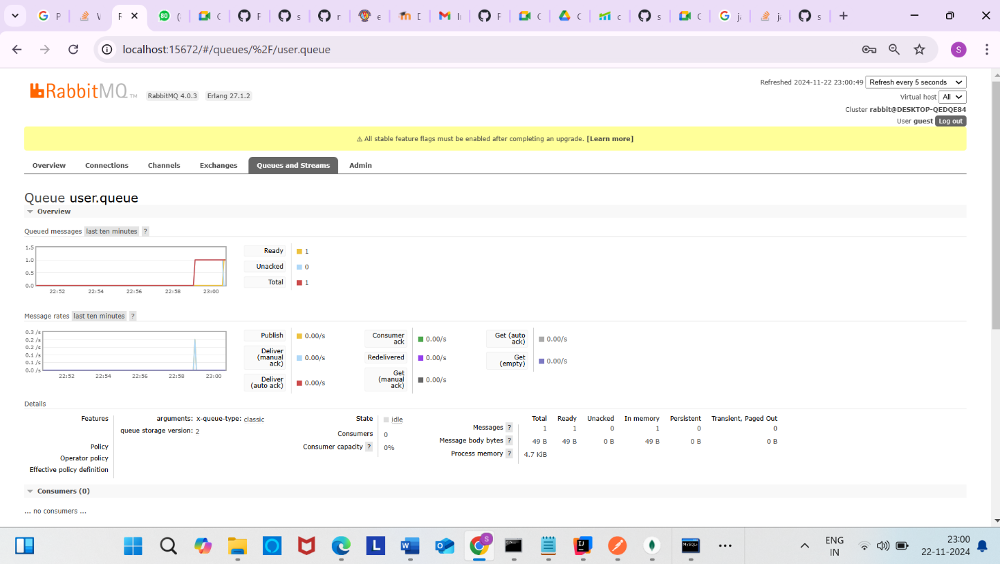 localhost:15672/#/queues/%2F/user.queue
S
RabbitMQ TM
RabbitMQ 4.0.3 Erlang 27.1.2
Refreshed 2024-11-22 23:00:49 Refresh every 5 seconds
Virtual host All
Cluster rabbit@DESKTOP-QEDQE84
User guest Log out
⚠ All stable feature flags must be enabled after completing an upgrade. [Learn more]
Overview Connections Channels Exchanges Queues and Streams Admin
Queue user.queue
Overview
Queued messages last ten minutes ?
1.5
1.0
0.5
0.0
22:52 22:54 22:56 22:58 23:00
Ready 1
Unacked 0
Total 1
Message rates last ten minutes ?
0.3 /s
0.2 /s
0.2 /s
0.1 /s
0.1 /s
0.0 /s
22:52 22:54 22:56 22:58 23:00
Publish 0.00/s
Deliver
(manual 0.00/s
ack)
Deliver
(auto ack) 0.00/s
Consumer
ack 0.00/s
Redelivered 0.00/s
Get
(manual 0.00/s
ack)
Get (auto
ack) 0.00/s
Get
(empty) 0.00/s
Details
Features arguments: x-queue-type: classic
queue storage version: 2
Policy
Operator policy
Effective policy definition
State idle
Consumers 0
Consumer capacity ? 0%
Total Ready Unacked In memory Persistent Transient, Paged Out
Messages ? 1 1 0 1 0 0
Message body bytes ? 49 B 49 B 0 B 49 B 0 B 0 B
Process memory ? 4.7 KiB
Consumers (0)
... no consumers ...
ENG
IN
23:00
22-11-2024